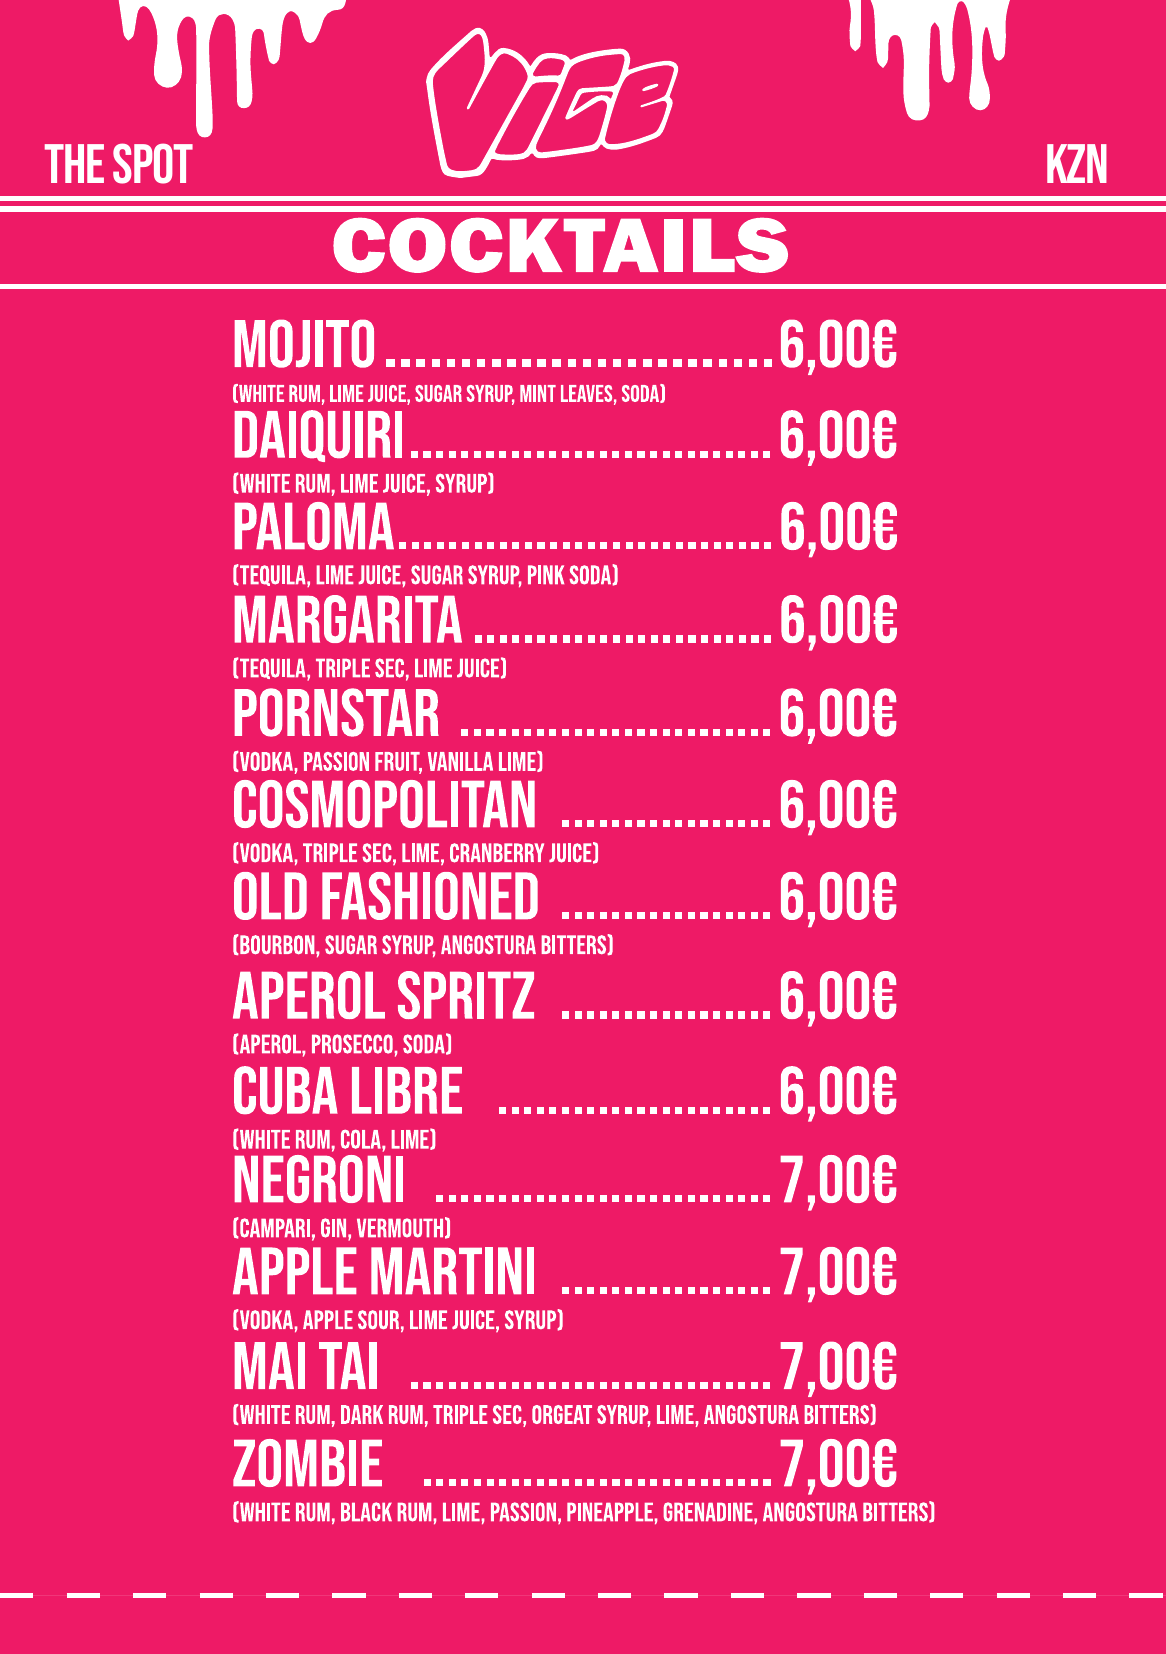 Vice
THE SPOT
KZN
COCKTAILS
MOJITO ..........................6,00€
(WHITE RUM, LIME JUICE, SUGAR SYRUP, MINT LEAVES, SODA)
DAIQUIRI.............................6,00€
(WHITE RUM, LIME JUICE, SYRUP)
PALOMA..............................6,00€
(TEQUILA, LIME JUICE, SUGAR SYRUP, PINK SODA)
MARGARITA ........................6,00€
(TEQUILA, TRIPLE SEC, LIME JUICE)
PORNSTAR .........................6,00€
(VODKA, PASSION FRUIT, VANILLA LIME)
COSMOPOLITAN .................6,00€
(VODKA, TRIPLE SEC, LIME, CRANBERRY JUICE)
OLD FASHIONED .................6,00€
(BOURBON, SUGAR SYRUP, ANGOSTURA BITTERS)
APEROL SPRITZ .................6,00€
(APEROL, PROSECCO, SODA)
CUBA LIBRE ......................6,00€
(WHITE RUM, COLA, LIME)
NEGRONI ...........................7,00€
(CAMPARI, GIN, VERMOUTH)
APPLE MARTINI .................7,00€
(VODKA, APPLE SOUR, LIME JUICE, SYRUP)
MAI TAI .............................7,00€
(WHITE RUM, DARK RUM, TRIPLE SEC, ORGEAT SYRUP, LIME, ANGOSTURA BITTERS)
ZOMBIE ............................7,00€
(WHITE RUM, BLACK RUM, LIME, PASSION, PINEAPPLE, GRENADINE, ANGOSTURA BITTERS)